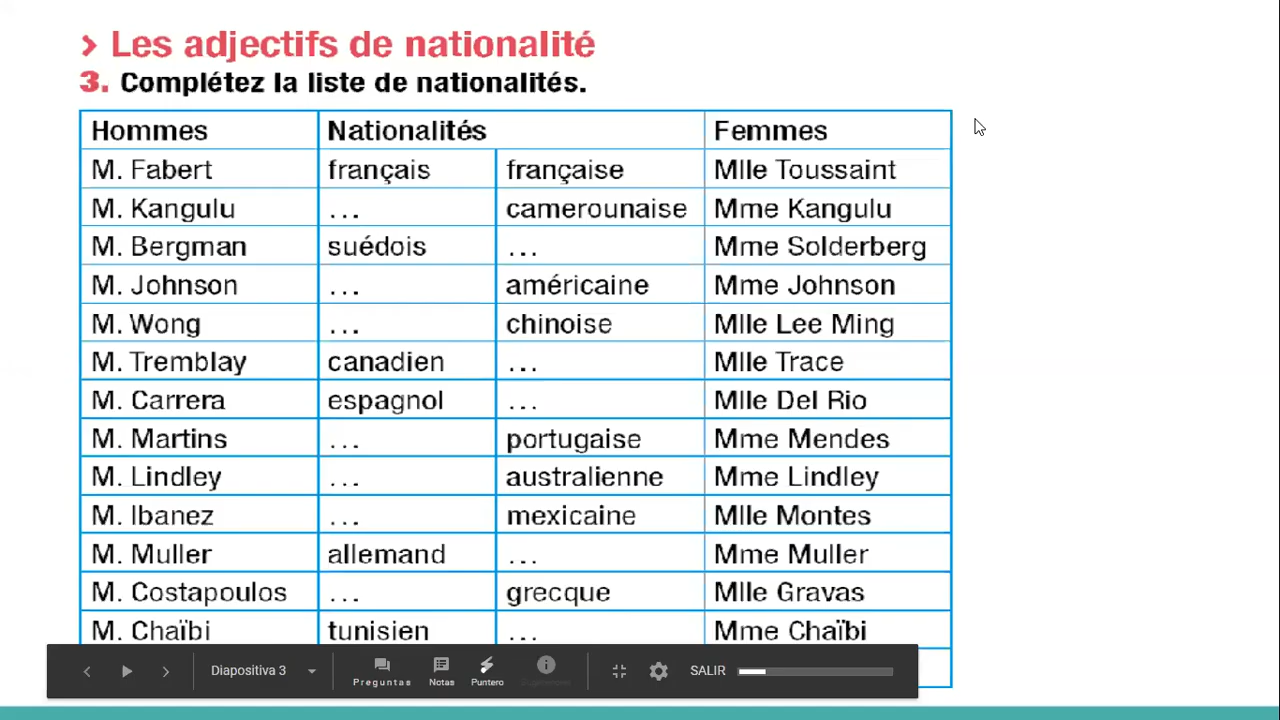 > Les adjectifs de nationalité
3. Complétez la liste de nationalités.
Hommes Nationalités Femmes
M. Fabert français française Mlle Toussaint
M. Kangulu ... camerounaise Mme Kangulu
M. Bergman suédois ... Mme Solderberg
M. Johnson ... américaine Mme Johnson
M. Wong ... chinoise Mlle Lee Ming
M. Tremblay canadien ... Mlle Trace
M. Carrera espagnol ... Mlle Del Rio
M. Martins ... portugaise Mme Mendes
M. Lindley ... australienne Mme Lindley
M. Ibanez ... mexicaine Mlle Montes
M. Muller allemand ... Mme Muller
M. Costapoulos ... grecque Mlle Gravas
M. Chaïbi tunisien ... Mme Chaïbi
Diapositiva 3 Preguntas Notas Puntero SALIR